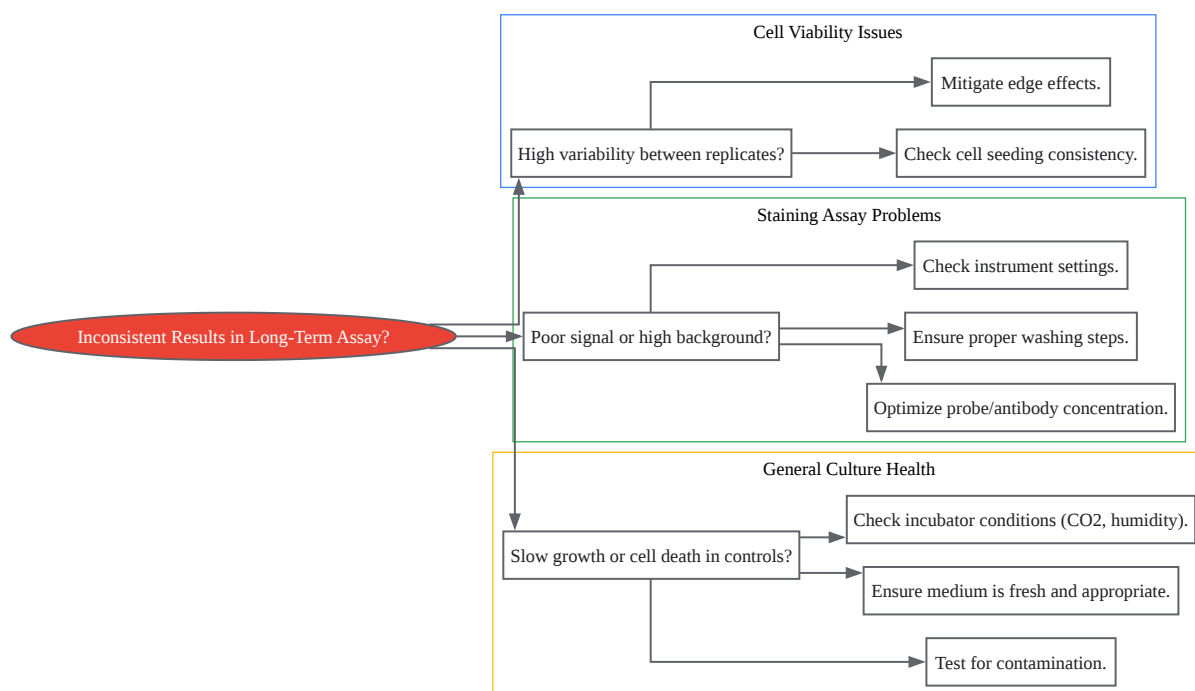 Cell Viability Issues
Mitigate edge effects.
High variability between replicates?
Check cell seeding consistency.
Staining Assay Problems
Check instrument settings.
Inconsistent Results in Long-Term Assay?
Poor signal or high background?
Ensure proper washing steps.
Optimize probe/antibody concentration.
General Culture Health
Check incubator conditions (CO2, humidity).
Slow growth or cell death in controls?
Ensure medium is fresh and appropriate.
Test for contamination.